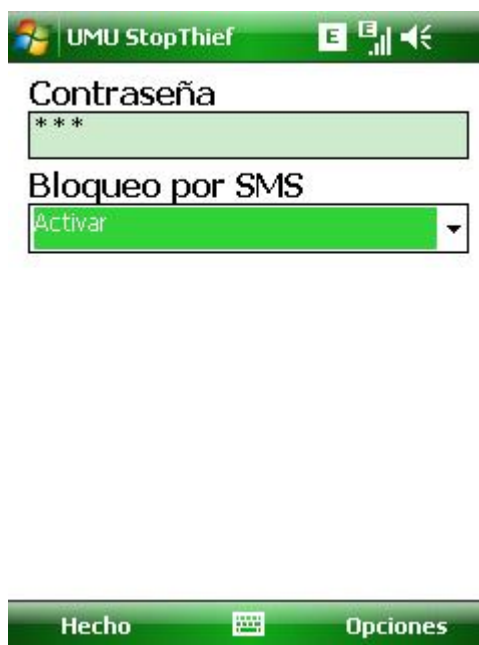 UMU StopThief E E
Contraseña
***
Bloqueo por SMS
Activar
Hecho Opciones